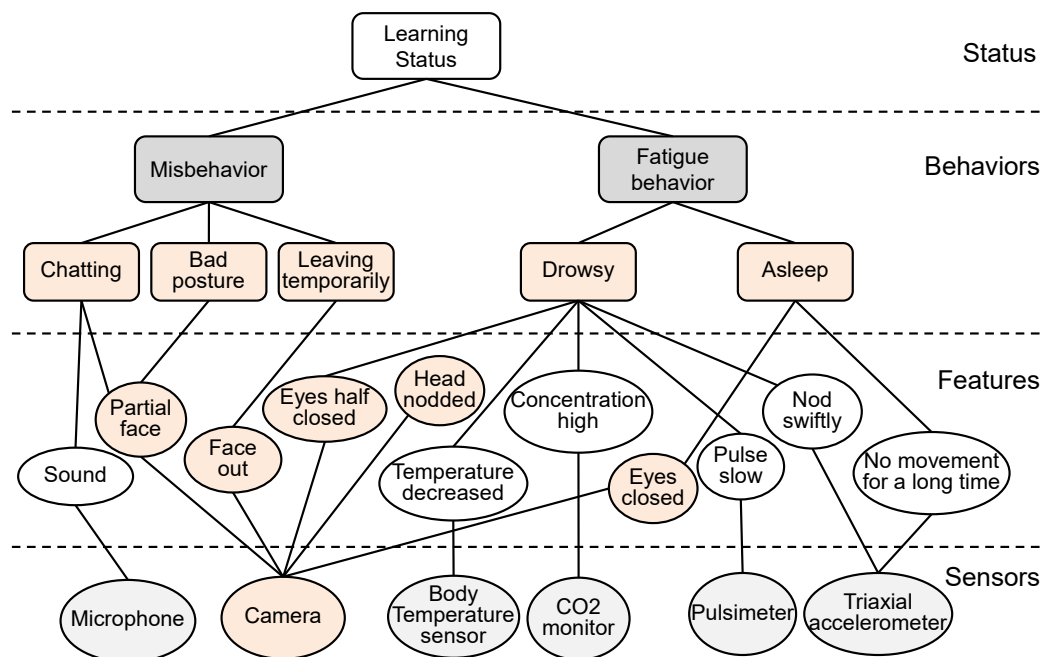 Learning
Status
Status
Behaviors
Misbehavior
Fatigue
behavior
Chatting
Bad
posture
Leaving
temporarily
Drowsy
Asleep
Features
Partial
face
Sound
Face
out
Eyes half
closed
Head
nodded
Temperature
decreased
Concentration
high
Eyes
closed
Pulse
slow
Nod
swiftly
No movement
for a long time
Sensors
Microphone
Camera
Body
Temperature
sensor
CO2
monitor
Pulsimeter
Triaxial
accelerometer